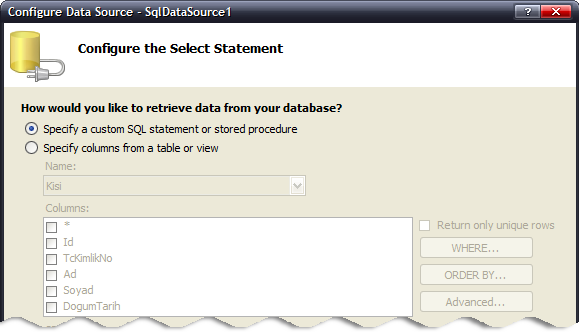 Configure Data Source - SqlDataSource1
Configure the Select Statement
How would you like to retrieve data from your database?
Specify a custom SQL statement or stored procedure
Specify columns from a table or view
Name:
Kisi
Columns:
*
Return only unique rows
Id
WHERE...
TcKimlikNo
Ad
ORDER BY...
Soyad
DogumTarih
Advanced...